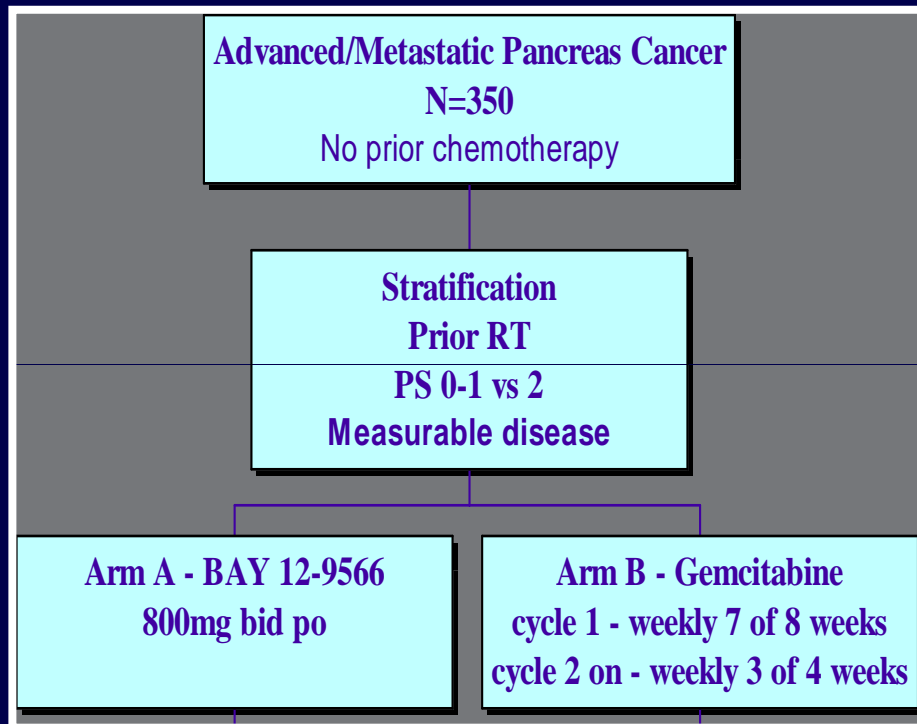 Advanced/Metastatic Pancreas Cancer
N=350
No prior chemotherapy
Stratification
Prior RT
PS 0-1 vs 2
Measurable disease
Arm A - BAY 12-9566
800mg bid po
Arm B - Gemcitabine
cycle 1 - weekly 7 of 8 weeks
cycle 2 on - weekly 3 of 4 weeks